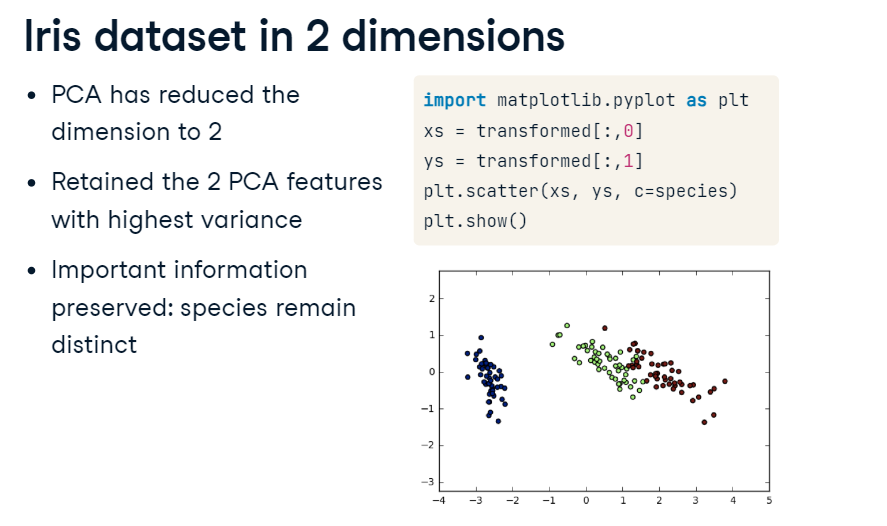 Iris dataset in 2 dimensions
• PCA has reduced the
dimension to 2
• Retained the 2 PCA features
with highest variance
• Important information
preserved: species remain
distinct
import matplotlib.pyplot as plt
xs = transformed[:,0]
ys = transformed[:,1]
plt.scatter(xs, ys, c=species)
plt.show()
2
1
0
−1
−2
−3
−4 −3 −2 −1 0 1 2 3 4 5